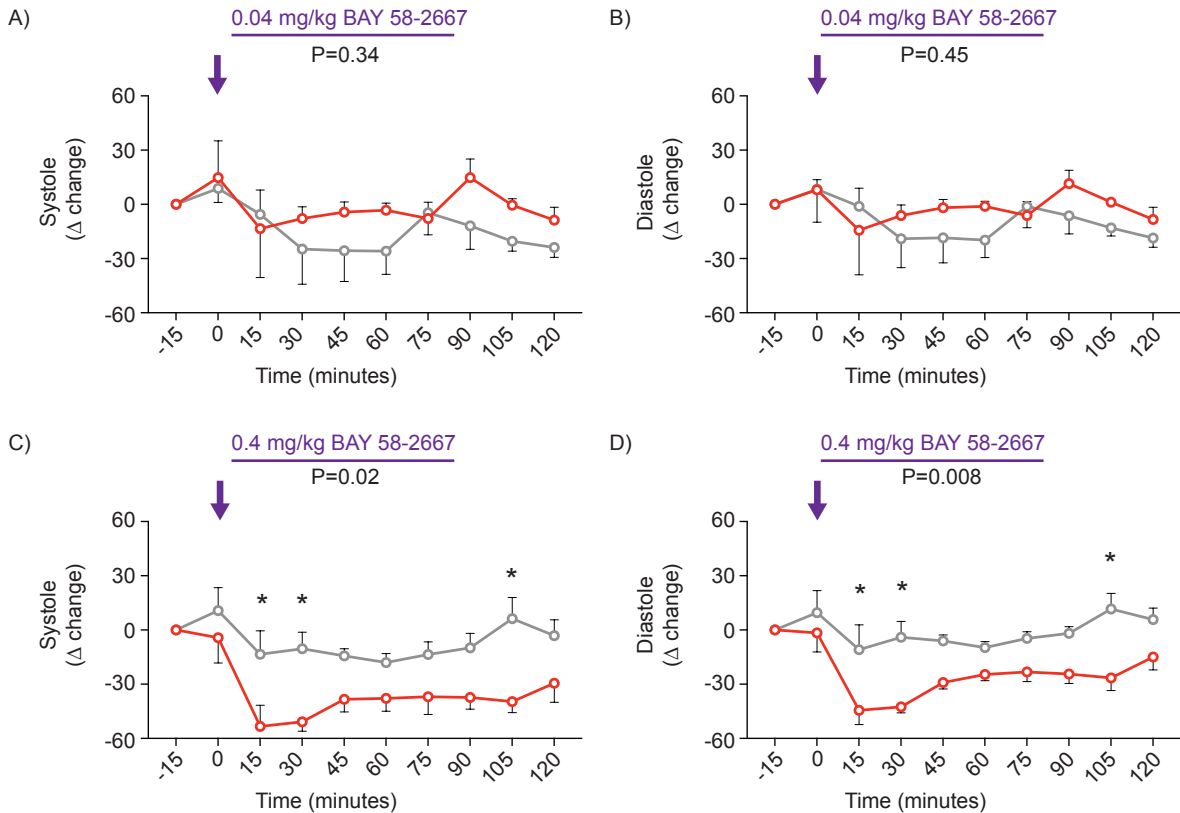 A)
0.04 mg/kg BAY 58-2667
P=0.34
60
30
0
-30
-60
Systole
(Δ change)
-15 0 15 30 45 60 75 90 105 120
Time (minutes)
B)
0.04 mg/kg BAY 58-2667
P=0.45
60
30
0
-30
-60
Diastole
(Δ change)
-15 0 15 30 45 60 75 90 105 120
Time (minutes)
C)
0.4 mg/kg BAY 58-2667
P=0.02
60
30
0
-30
-60
Systole
(Δ change)
* * *
-15 0 15 30 45 60 75 90 105 120
Time (minutes)
D)
0.4 mg/kg BAY 58-2667
P=0.008
60
30
0
-30
-60
Diastole
(Δ change)
* * *
-15 0 15 30 45 60 75 90 105 120
Time (minutes)